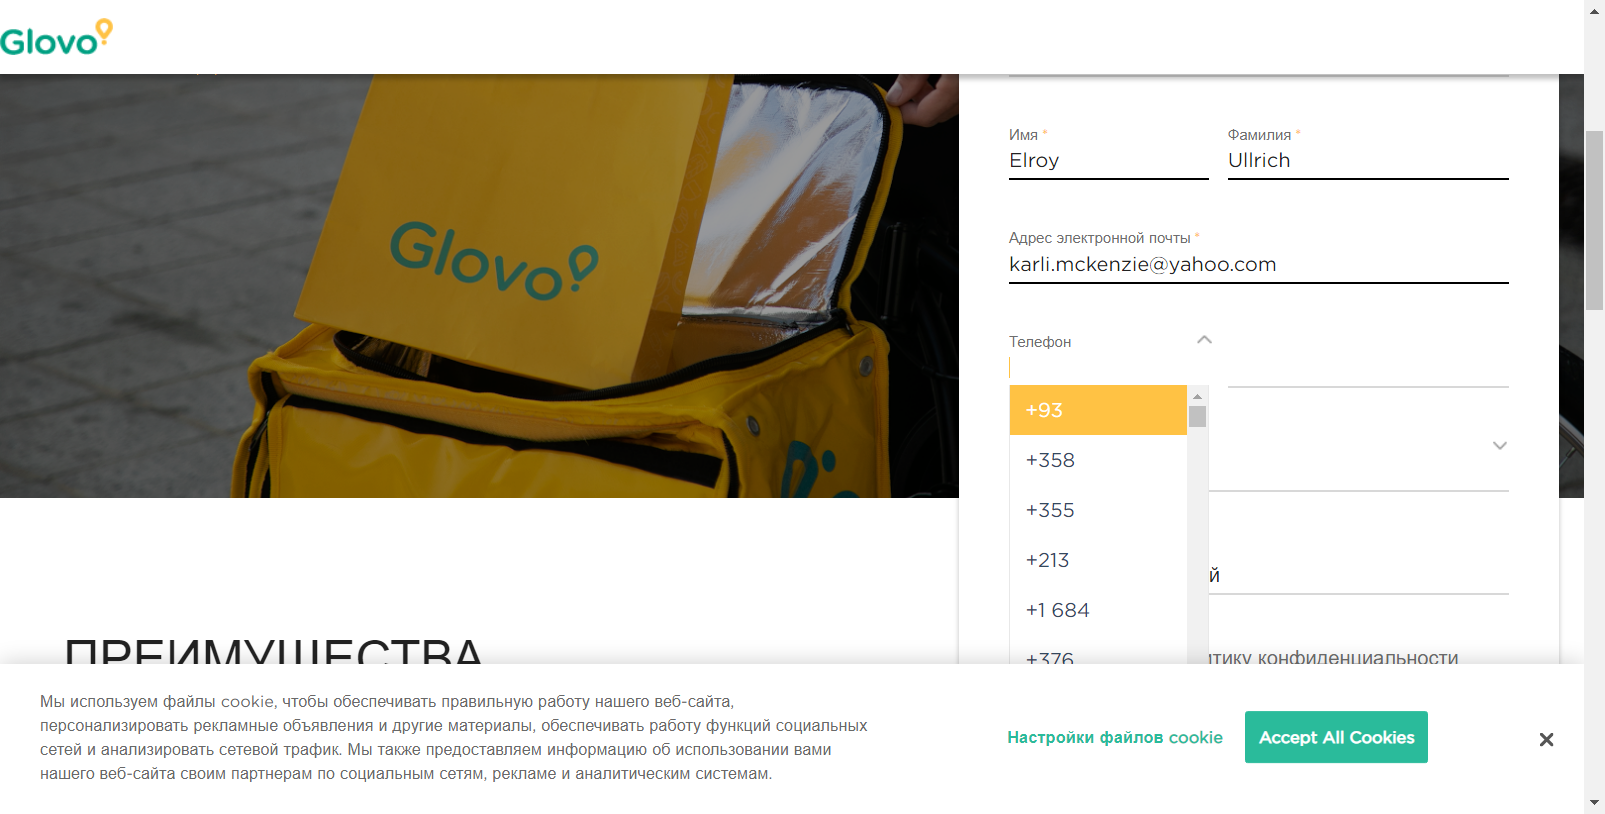 Glovo
Glovo
Имя *
Фамилия *
Elroy
Ullrich
Адрес электронной почты *
karli.mckenzie@yahoo.com
Телефон
+93
+358
+355
+213
+1 684
+376
й
тику конфиденциальности
ПРЕИМУЩЕСТВА
Мы используем файлы cookie, чтобы обеспечивать правильную работу нашего веб-сайта,
персонализировать рекламные объявления и другие материалы, обеспечивать работу функций социальных
сетей и анализировать сетевой трафик. Мы также предоставляем информацию об использовании вами
нашего веб-сайта своим партнерам по социальным сетям, рекламе и аналитическим системам.
Настройки файлов cookie
Accept All Cookies